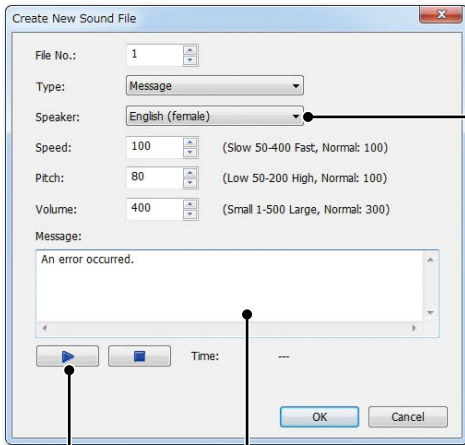 Create New Sound File
File No.: 1
Type: Message
Speaker: English (female)
Speed: 100 (Slow 50-400 Fast, Normal: 100)
Pitch: 80 (Low 50-200 High, Normal: 100)
Volume: 400 (Small 1-500 Large, Normal: 300)
Message:
An error occurred.
Time: ---
OK Cancel